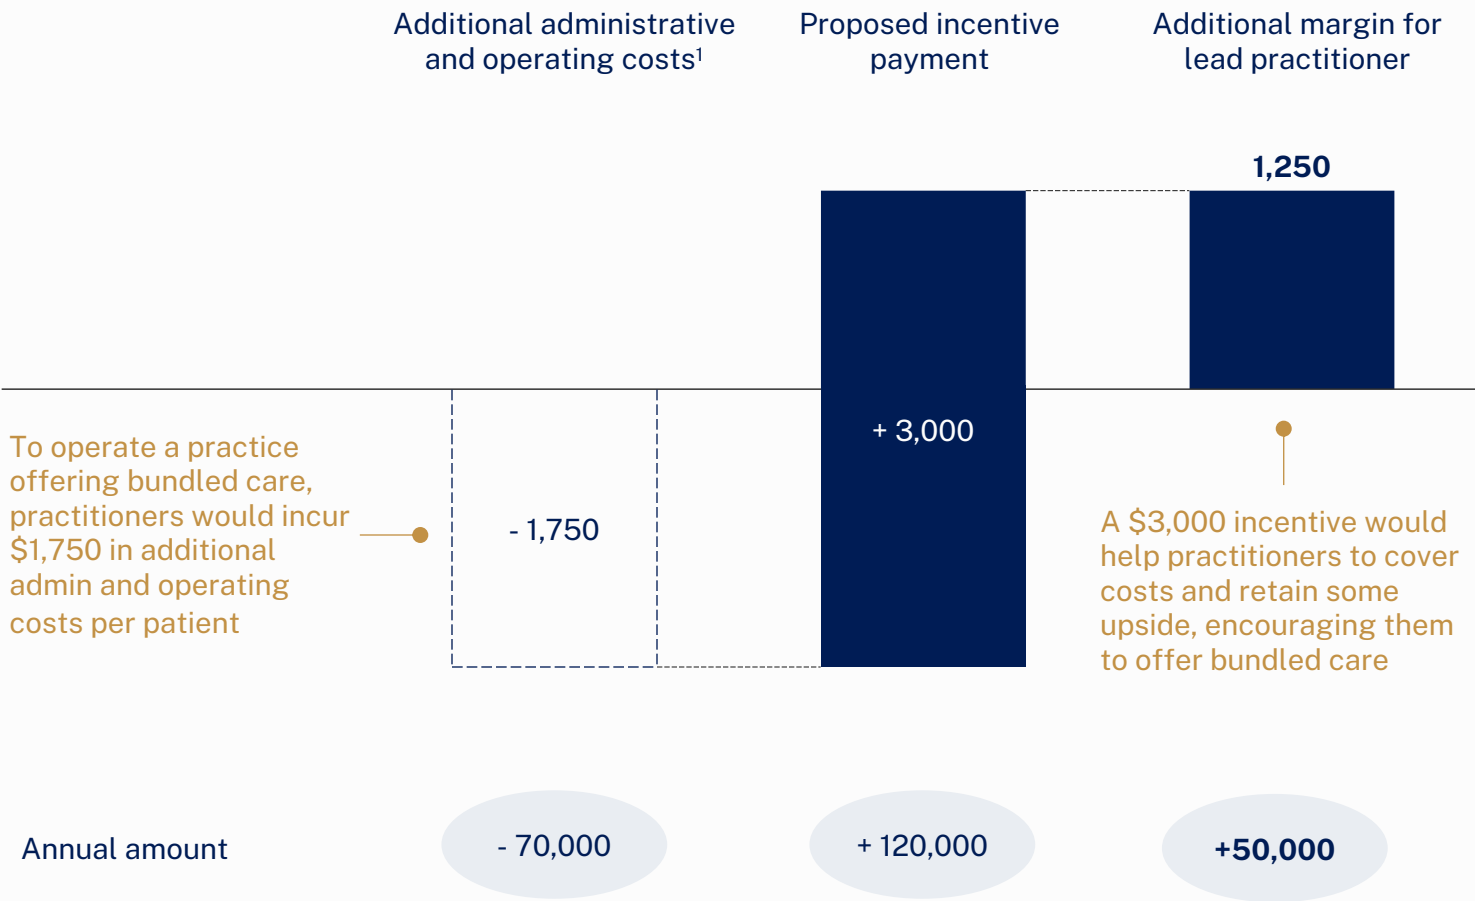 Additional administrative
and operating costs¹
Proposed incentive
payment
Additional margin for
lead practitioner
1,250
+ 3,000
- 1,750
To operate a practice
offering bundled care,
practitioners would incur
$1,750 in additional
admin and operating
costs per patient
A $3,000 incentive would
help practitioners to cover
costs and retain some
upside, encouraging them
to offer bundled care
Annual amount
- 70,000
+ 120,000
+50,000